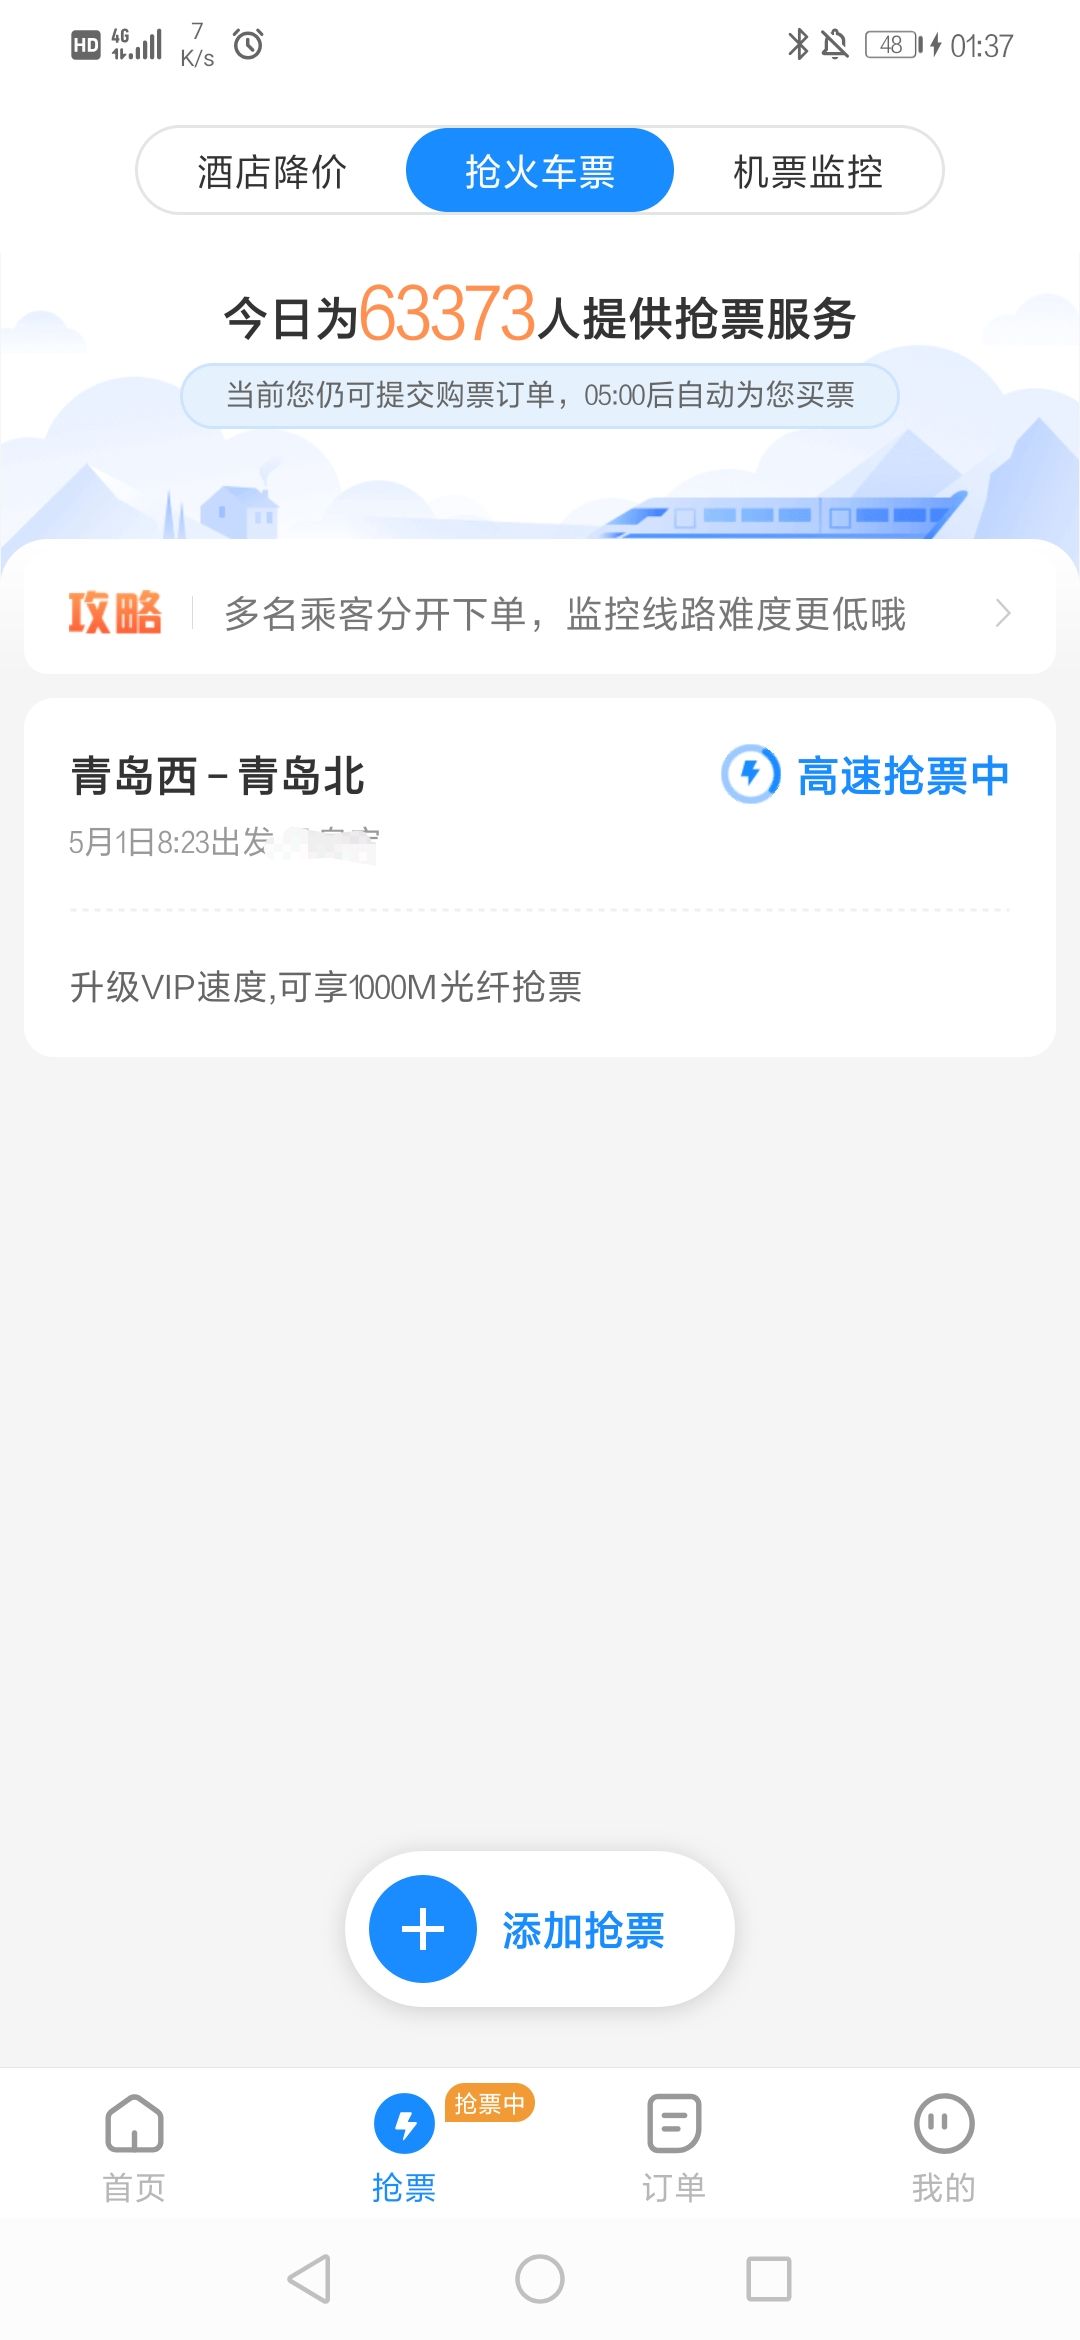 HD 4G 7 K/s 48 01:37
酒店降价 抢火车票 机票监控
今日为63373人提供抢票服务
当前您仍可提交购票订单，05:00后自动为您买票
攻略 多名乘客分开下单，监控线路难度更低哦
青岛西－青岛北 高速抢票中
5月1日8:23出发
升级VIP速度,可享1000M光纤抢票
添加抢票
抢票中
首页 抢票 订单 我的